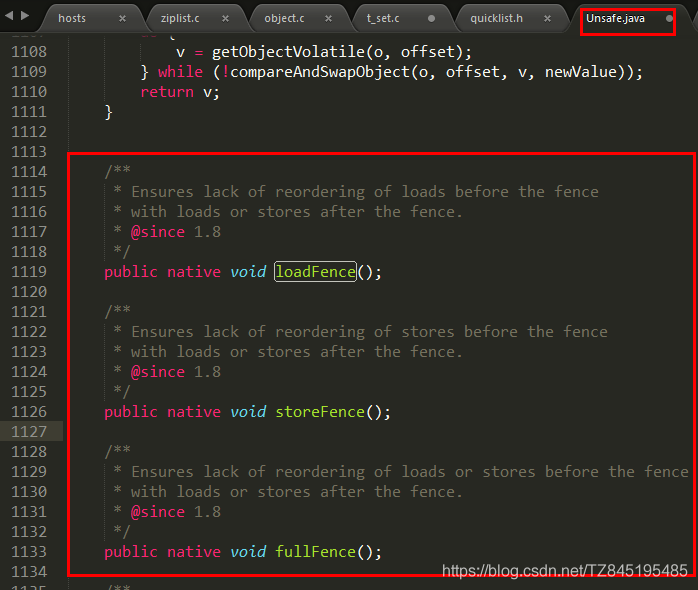 hosts × ziplist.c × object.c × t_set.c quicklist.h × Unsafe.java
1108 v = getObjectVolatile(o, offset);
1109 } while (!compareAndSwapObject(o, offset, v, newValue));
1110 return v;
1111 }
1112
1113
1114 /**
1115 * Ensures lack of reordering of loads before the fence
1116 * with loads or stores after the fence.
1117 * @since 1.8
1118 */
1119 public native void loadFence();
1120
1121 /**
1122 * Ensures lack of reordering of stores before the fence
1123 * with loads or stores after the fence.
1124 * @since 1.8
1125 */
1126 public native void storeFence();
1127
1128 /**
1129 * Ensures lack of reordering of loads or stores before the fence
1130 * with loads or stores after the fence.
1131 * @since 1.8
1132 */
1133 public native void fullFence();
1134
https://blog.csdn.net/TZ845195485